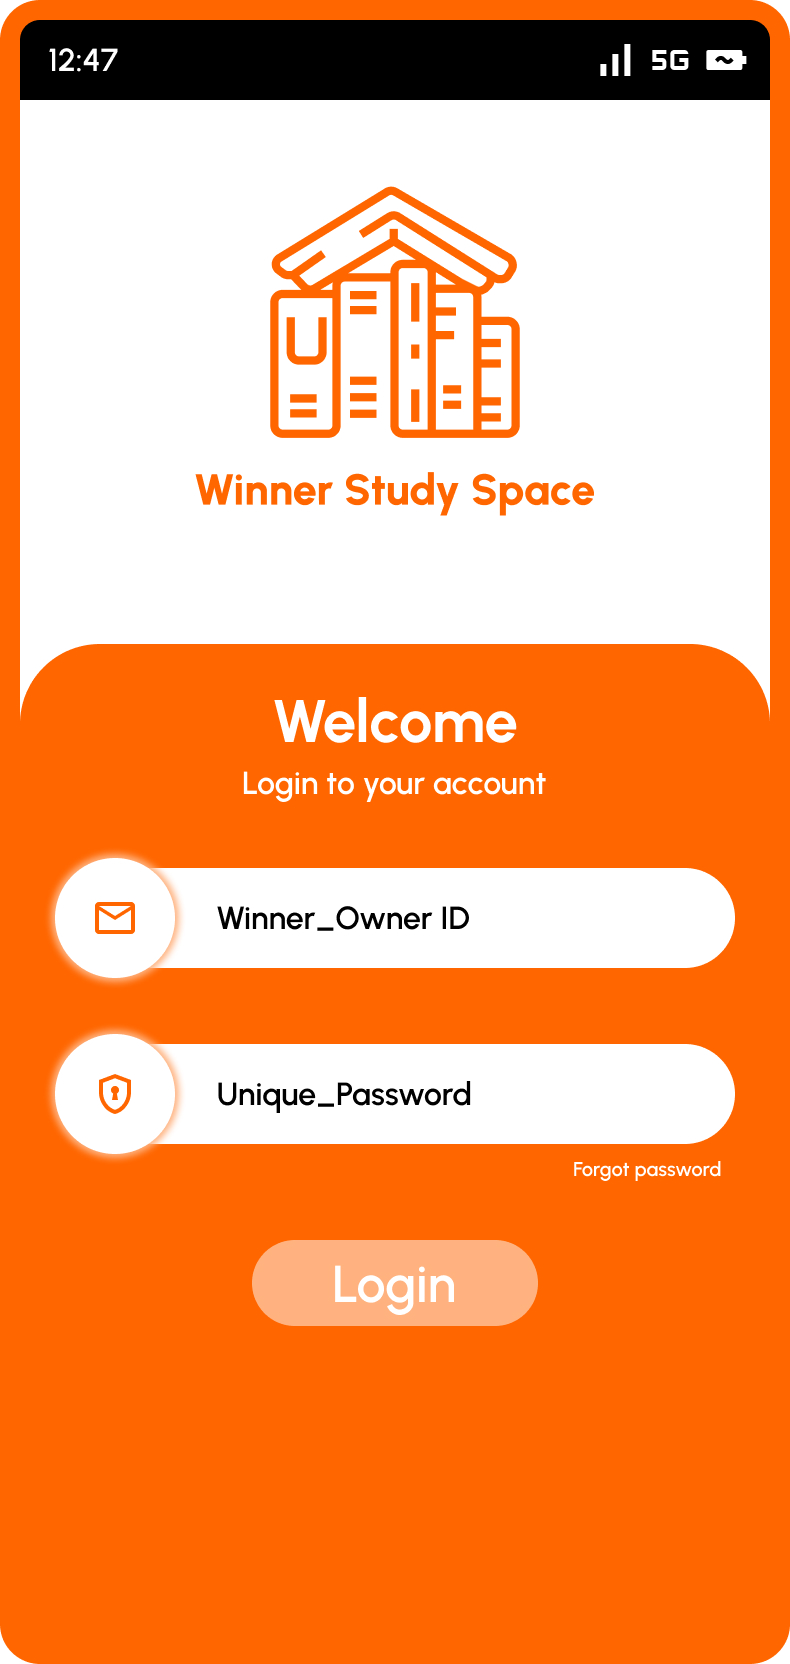 12:47 5G
Winner Study Space
Welcome
Login to your account
Winner_Owner ID
Unique_Password
Forgot password
Login